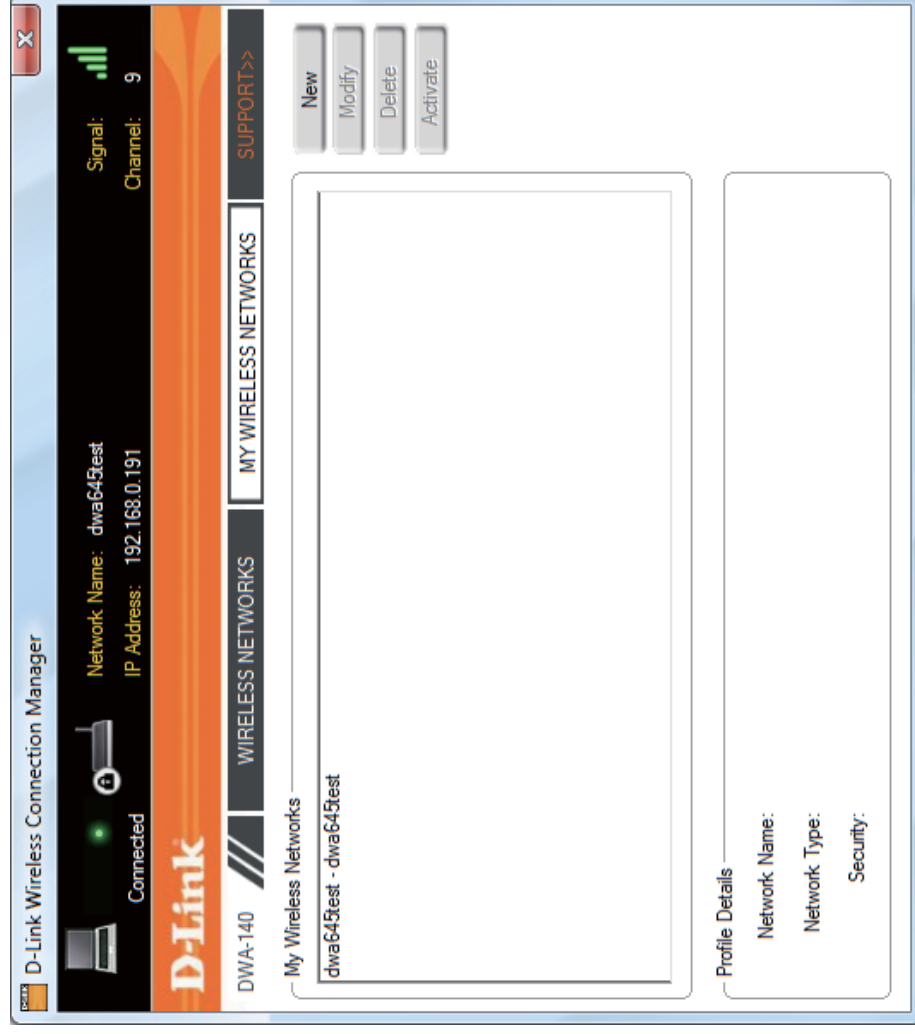 D-Link Wireless Connection Manager
Network Name: dwa645test
Signal:
Connected
IP Address: 192.168.0.191
Channel: 9
D-Link
DWA-140
WIRELESS NETWORKS
MY WIRELESS NETWORKS
SUPPORT>>
My Wireless Networks
dwa645test - dwa645test
New
Modify
Delete
Activate
Profile Details
Network Name:
Network Type:
Security: